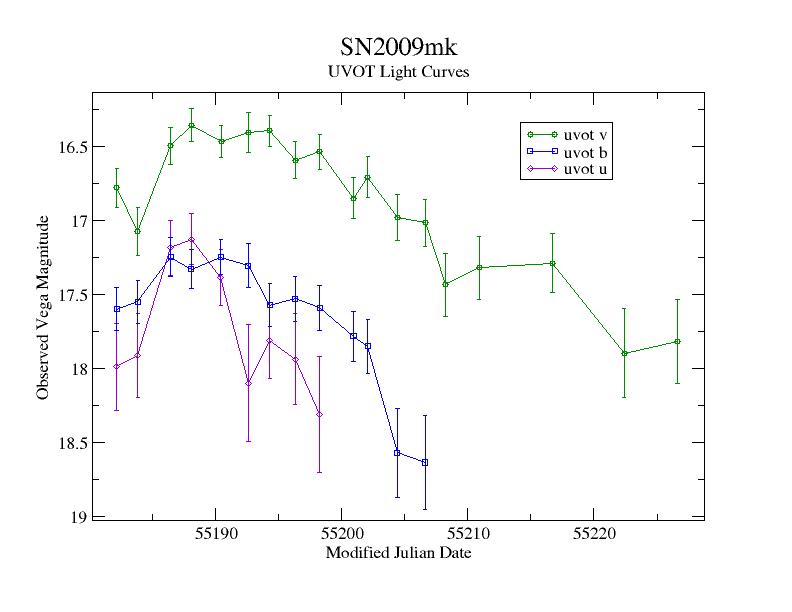 SN2009mk
UVOT Light Curves
uvot v
uvot b
uvot u
Observed Vega Magnitude
16.5
17
17.5
18
18.5
19
55190 55200 55210 55220
Modified Julian Date